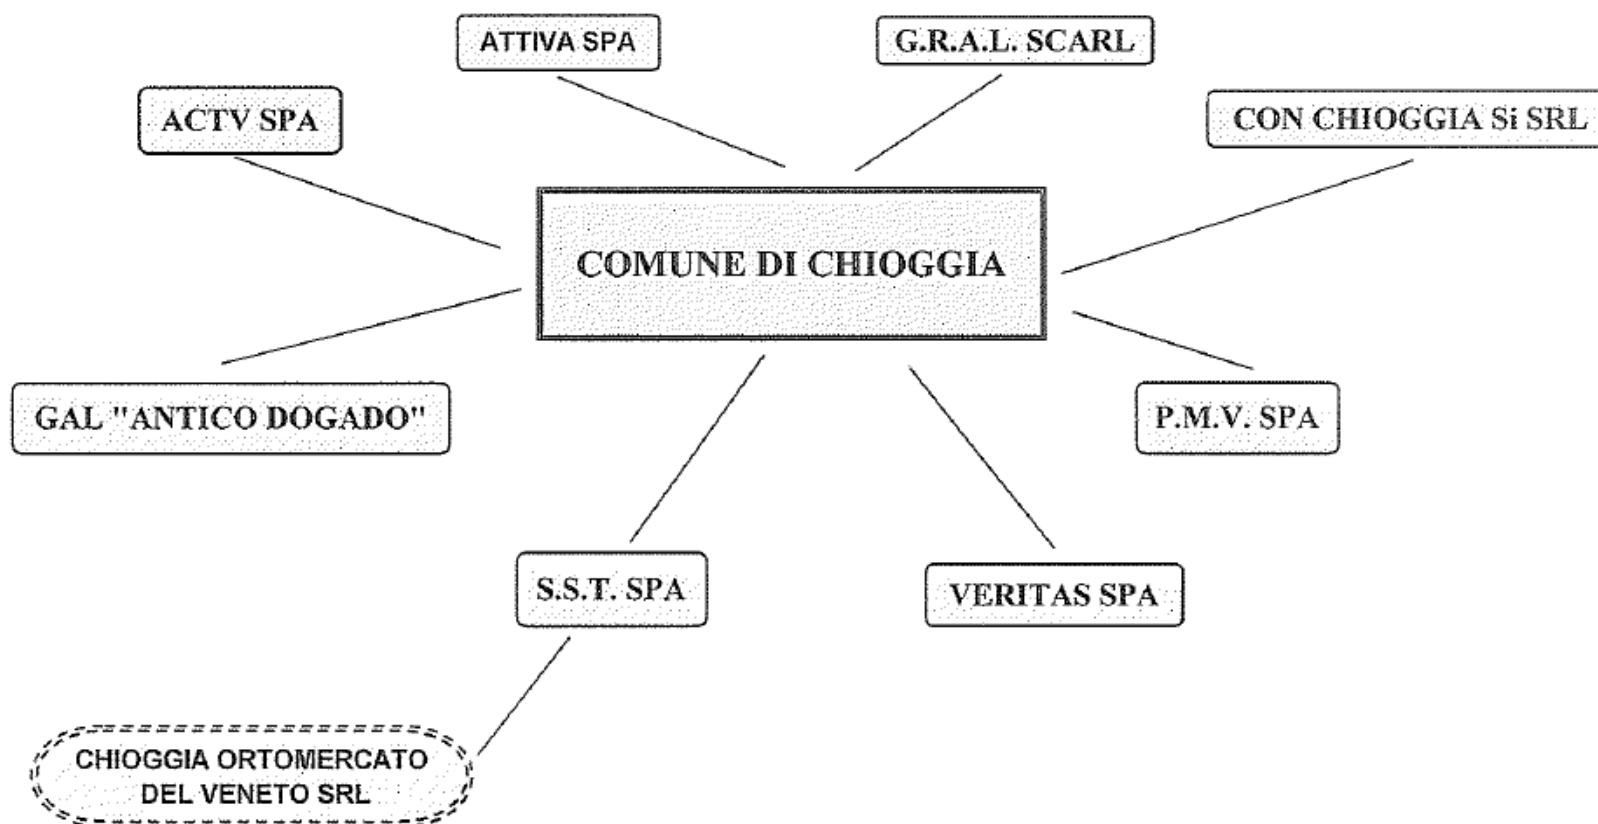 ATTIVA SPA
G.R.A.L. SCARL
ACTV SPA
CON CHIOGGIA Si SRL
COMUNE DI CHIOGGIA
GAL "ANTICO DOGADO"
P.M.V. SPA
S.S.T. SPA
VERITAS SPA
CHIOGGIA ORTOMERCATO
DEL VENETO SRL